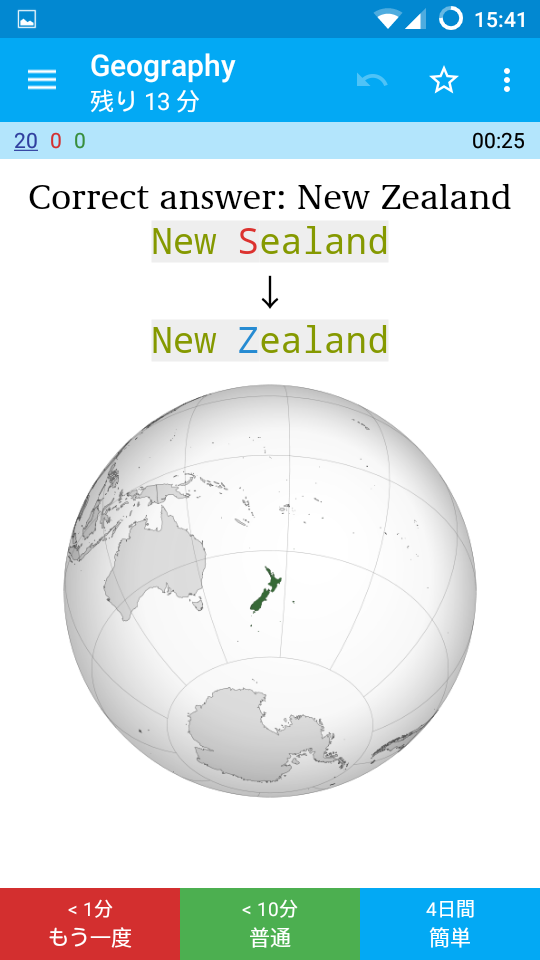 15:41
Geography
残り 13 分
20 0 0 00:25
Correct answer: New Zealand
New Sealand
↓
New Zealand
< 1分 < 10分 4日間
もう一度 普通 簡単